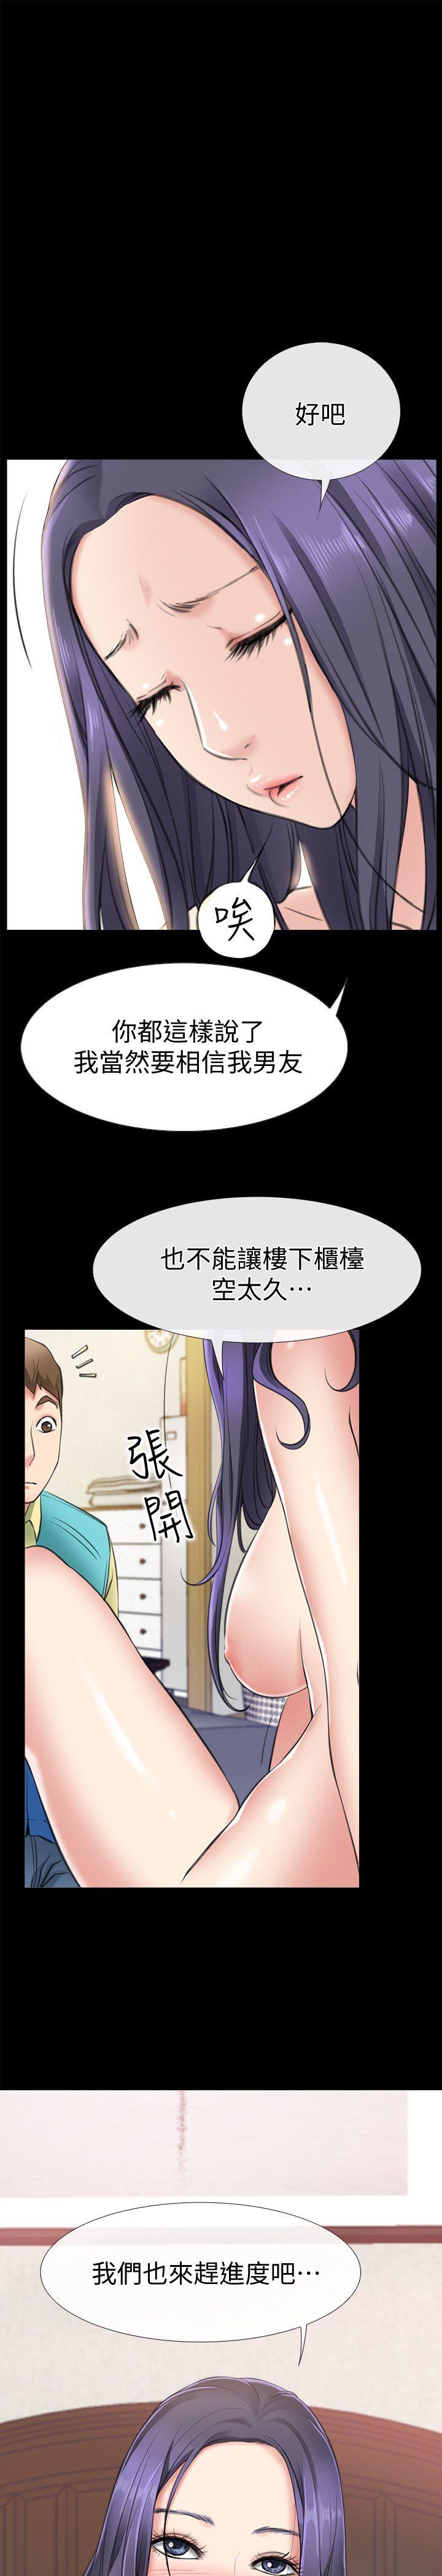 好吧
唉
你都這樣說了
我當然要相信我男友
也不能讓樓下櫃檯
空太久…
張
開
我們也來趕進度吧…